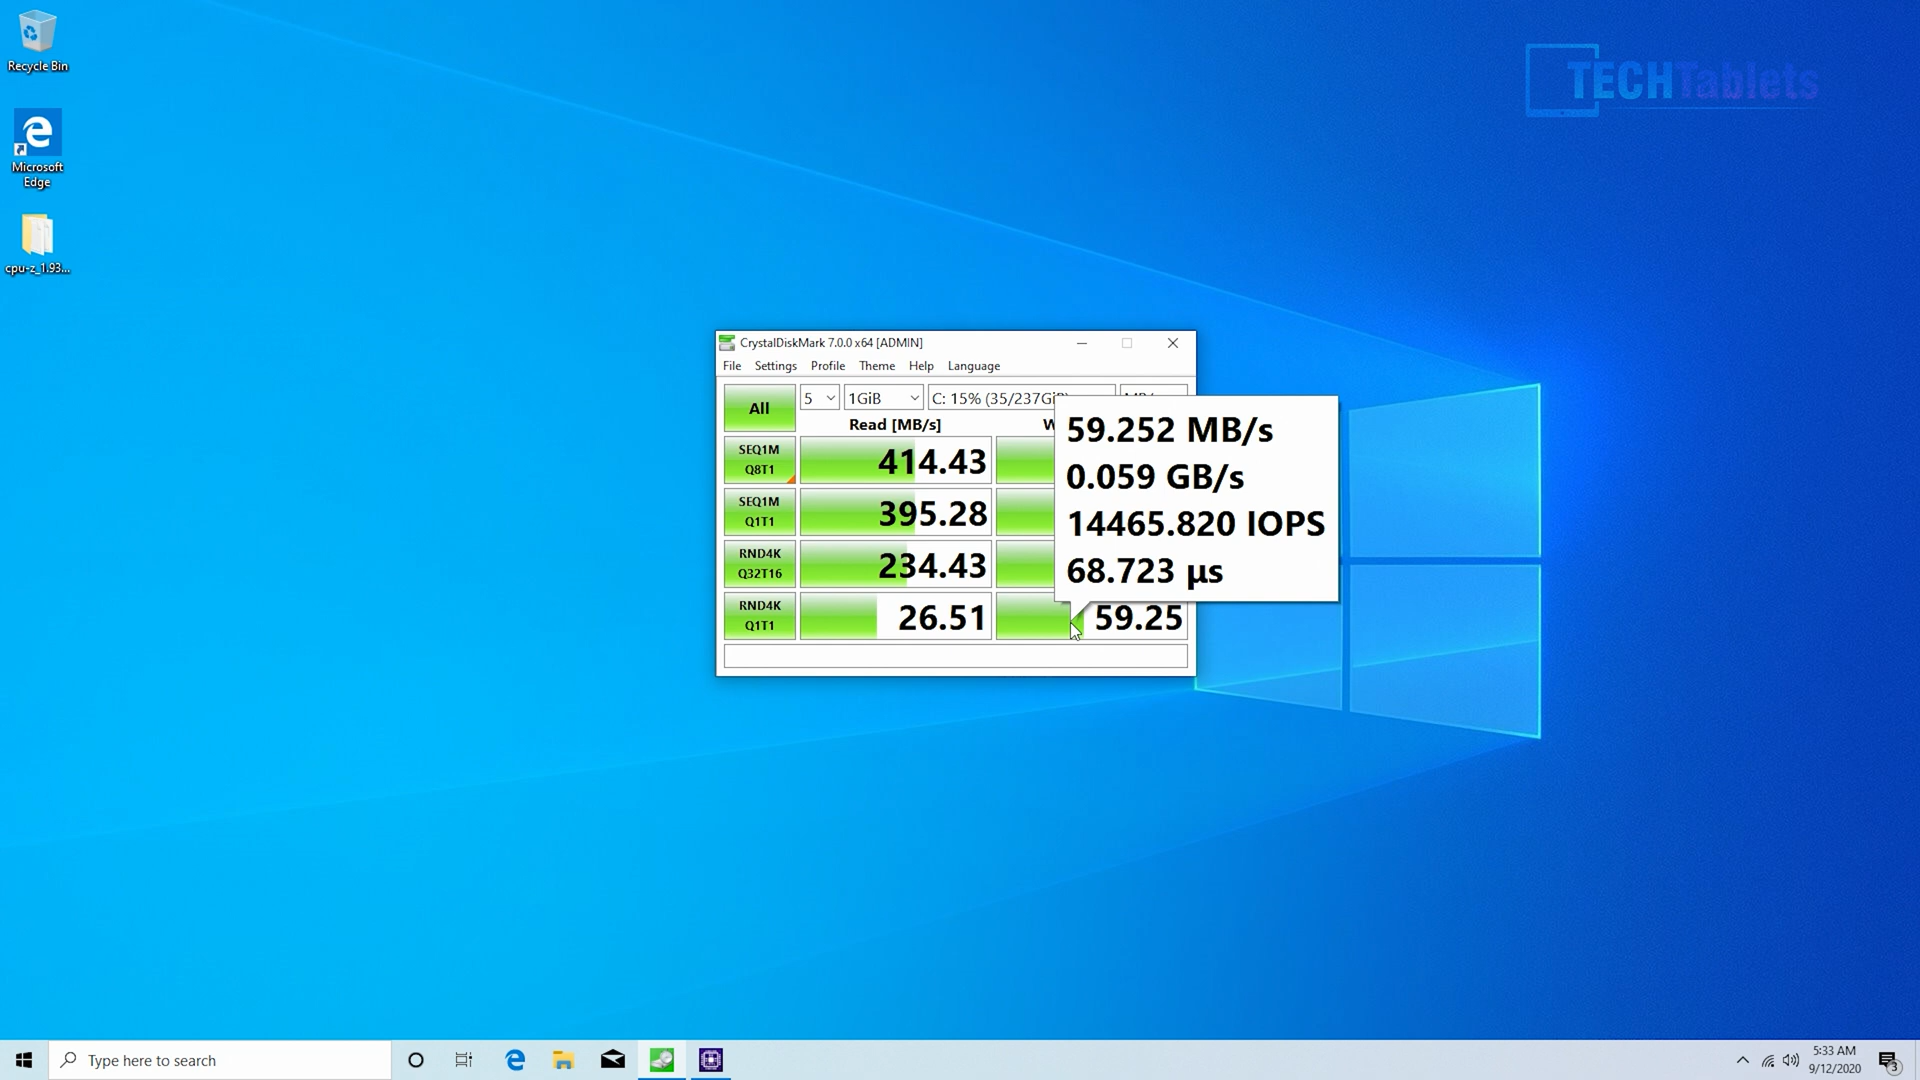 Recycle Bin
Microsoft
Edge
cpu-z_1.93...
TECHTablets
CrystalDiskMark 7.0.0 x64 [ADMIN]
File Settings Profile Theme Help Language
All 5 1GiB C: 15% (35/237GiB)
Read [MB/s]
SEQ1M
Q8T1
414.43
SEQ1M
Q1T1
395.28
RND4K
Q32T16
234.43
RND4K
Q1T1
26.51
59.25
59.252 MB/s
0.059 GB/s
14465.820 IOPS
68.723 µs
Type here to search
5:33 AM
9/12/2020
3